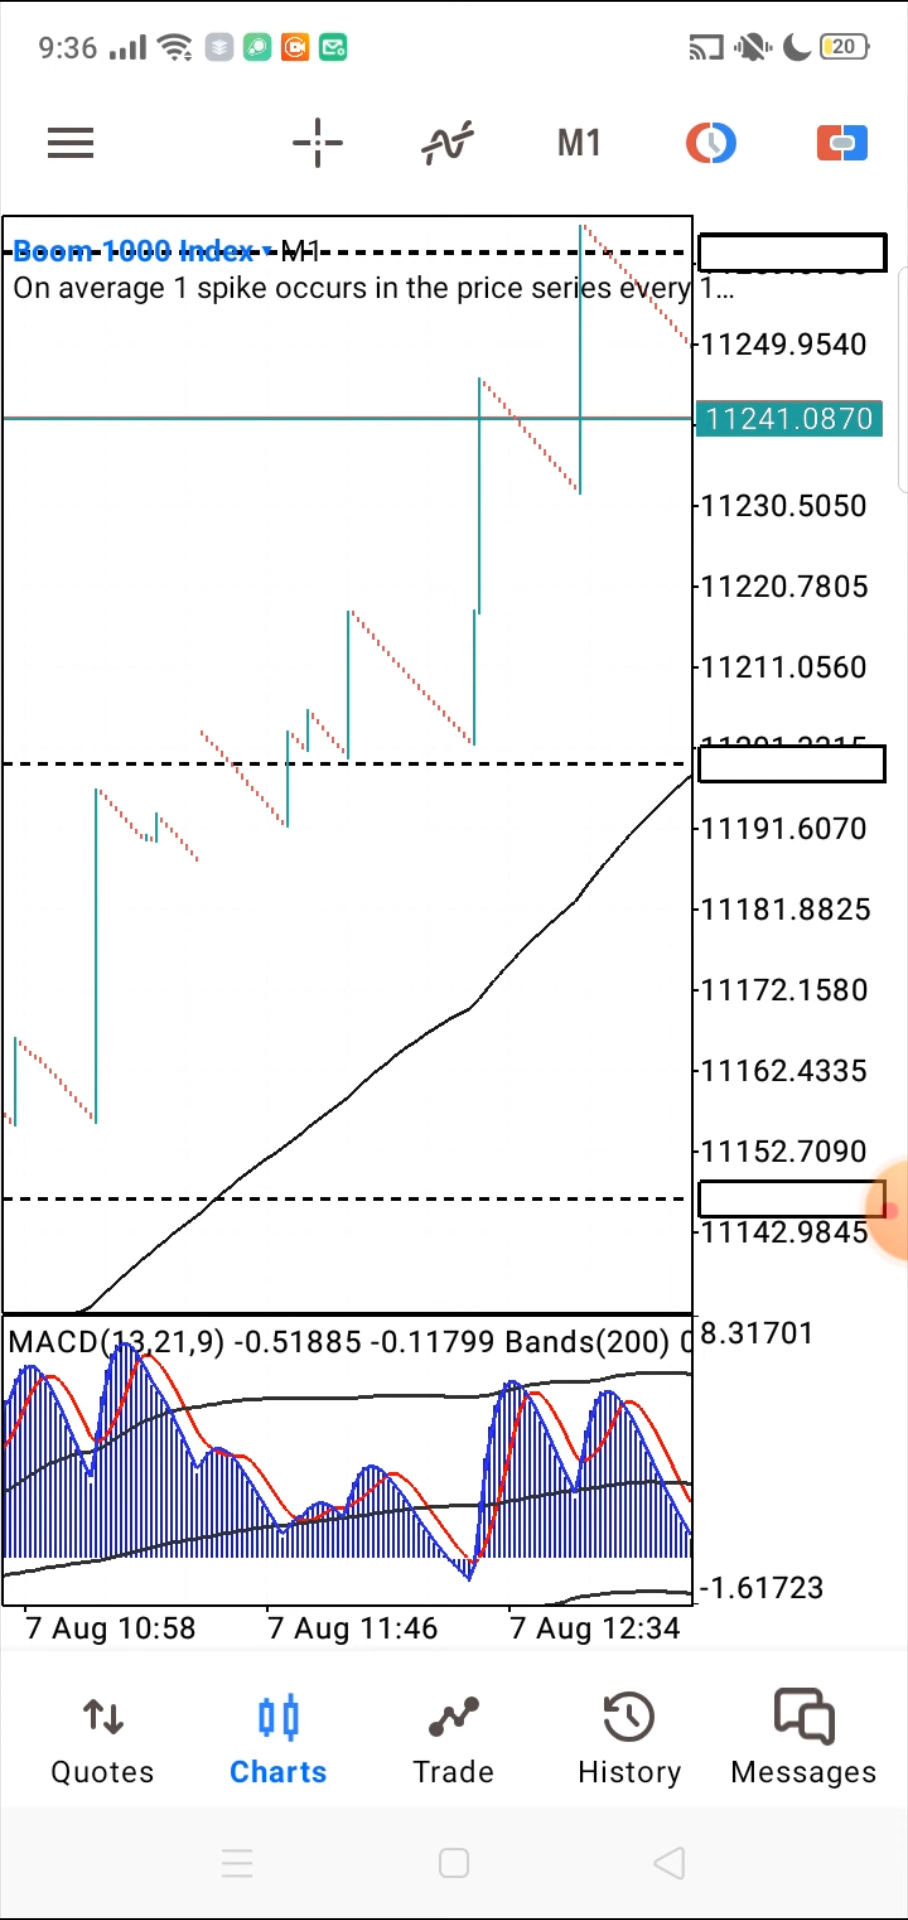 9:36
20
M1
Boom 1000 Index M1
On average 1 spike occurs in the price series every 1...
11249.9540
11241.0870
11230.5050
11220.7805
11211.0560
11191.6070
11181.8825
11172.1580
11162.4335
11152.7090
11142.9845
MACD(13,21,9) -0.51885 -0.11799 Bands(200) 0
8.31701
-1.61723
7 Aug 10:58
7 Aug 11:46
7 Aug 12:34
Quotes
Charts
Trade
History
Messages